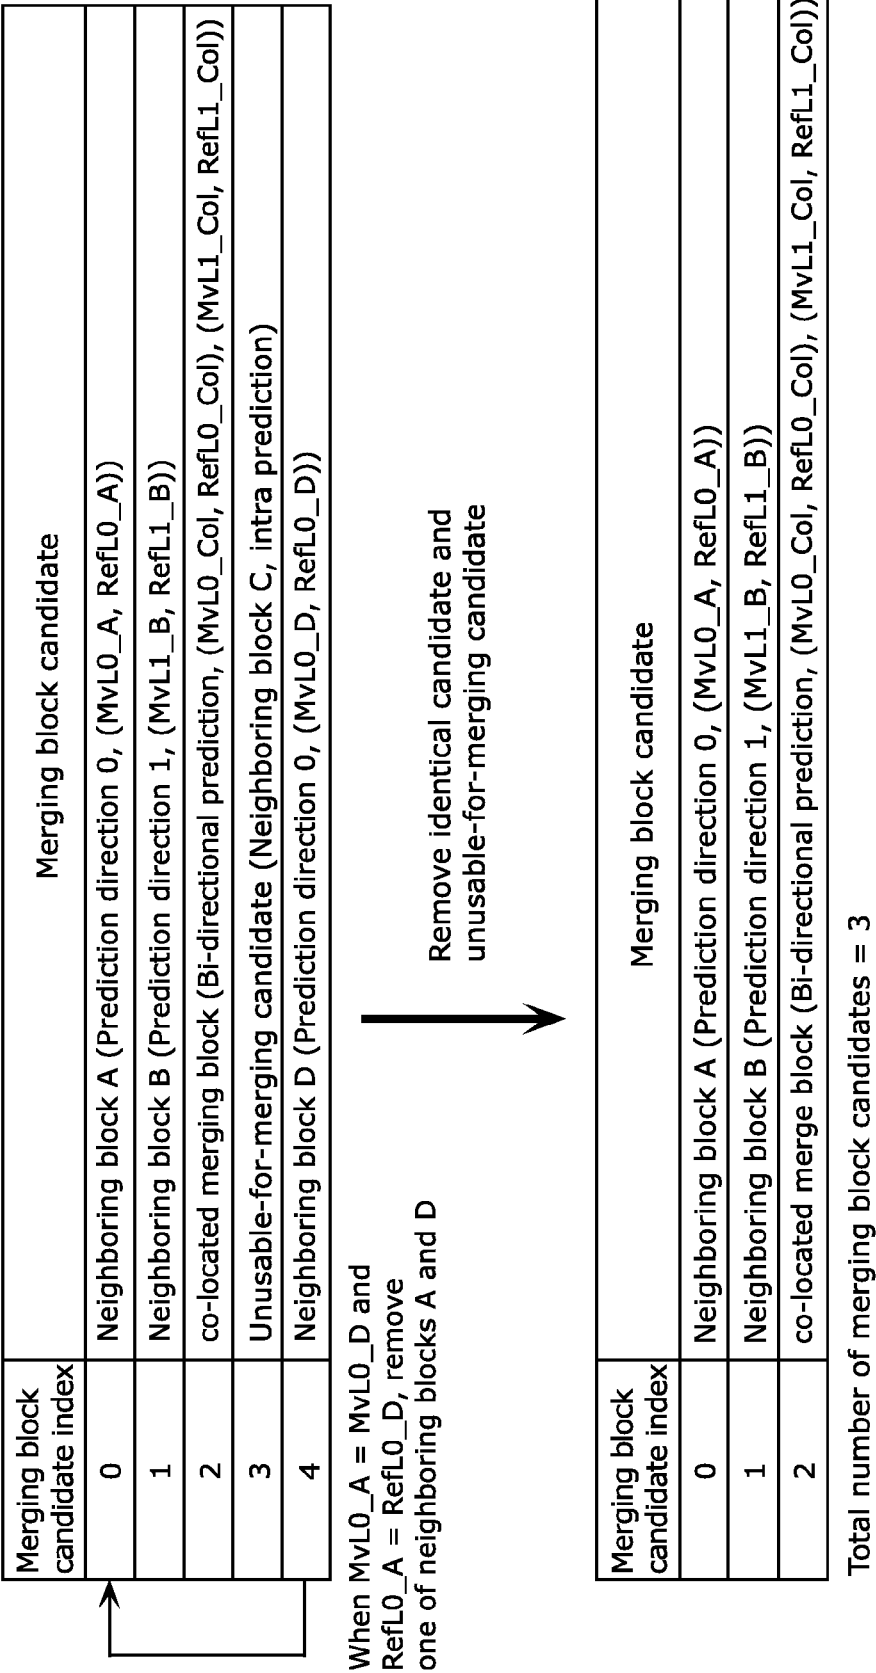 Merging block
candidate index
Merging block candidate
0
Neighboring block A (Prediction direction 0, (MvL0_A, RefL0_A))
1
Neighboring block B (Prediction direction 1, (MvL1_B, RefL1_B))
2
co-located merging block (Bi-directional prediction, (MvL0_Col, RefL0_Col), (MvL1_Col, RefL1_Col))
3
Unusable-for-merging candidate (Neighboring block C, intra prediction)
4
Neighboring block D (Prediction direction 0, (MvL0_D, RefL0_D))
When MvL0_A = MvL0_D and
RefL0_A = RefL0_D, remove
one of neighboring blocks A and D
Remove identical candidate and
unusable-for-merging candidate
Merging block
candidate index
Merging block candidate
0
Neighboring block A (Prediction direction 0, (MvL0_A, RefL0_A))
1
Neighboring block B (Prediction direction 1, (MvL1_B, RefL1_B))
2
co-located merge block (Bi-directional prediction, (MvL0_Col, RefL0_Col), (MvL1_Col, RefL1_Col))
Total number of merging block candidates = 3